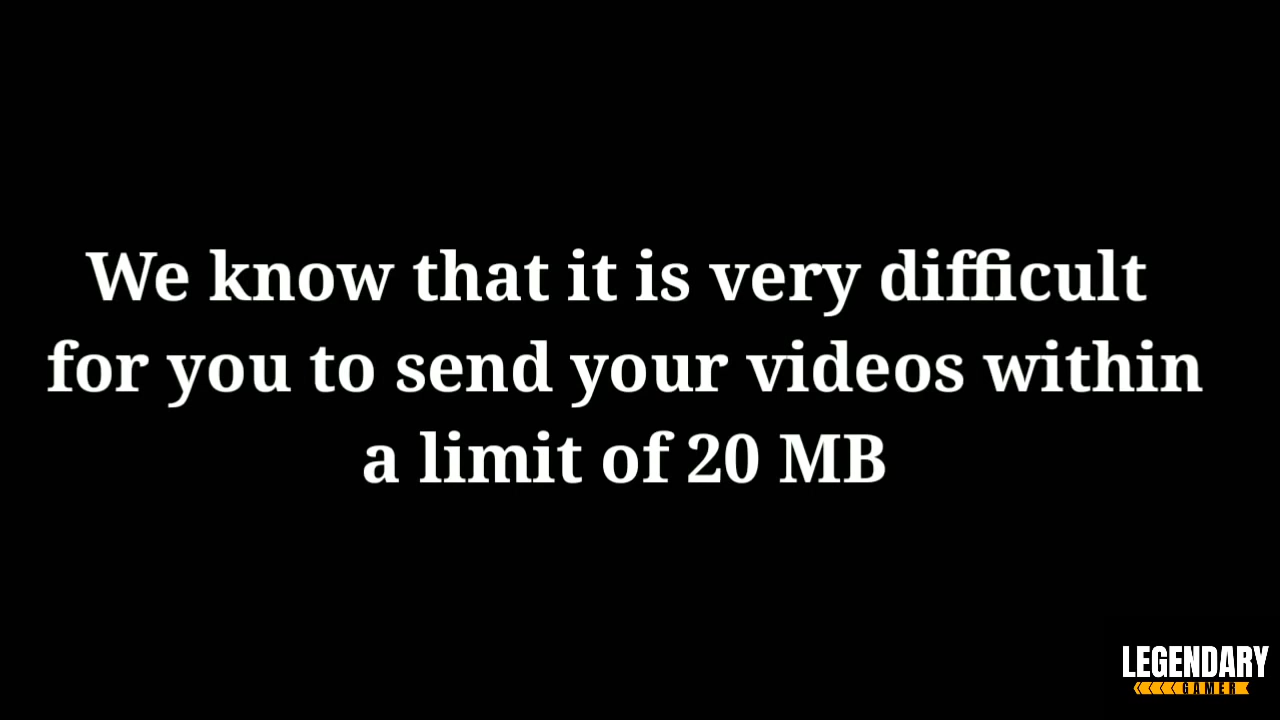 We know that it is very difficult
for you to send your videos within
a limit of 20 MB
LEGENDARY
GAMER